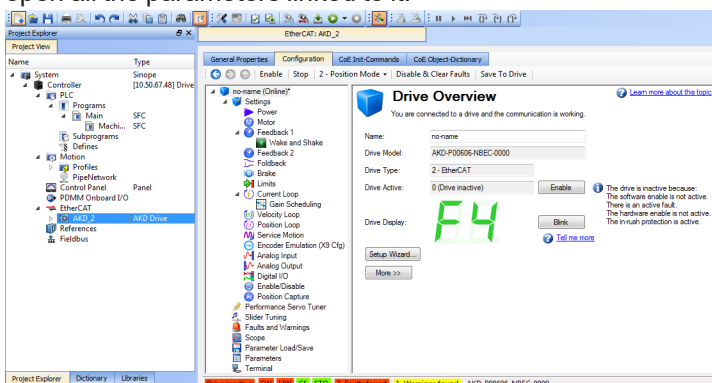 open all the parameters linked to it.
Project Explorer
EtherCAT: AKD_2
Project View
Name Type
System Sinope
Controller [10.50.67.48] Drive
PLC
Programs
Main SFC
Machi... SFC
Subprograms
Defines
Motion
Profiles
PipeNetwork
Control Panel Panel
PDMM Onboard I/O
EtherCAT
AKD_2 AKD Drive
References
Fieldbus
Project Explorer Dictionary Libraries
General Properties Configuration CoE Init-Commands CoE Object-Dictionary
Enable Stop 2 - Position Mode Disable & Clear Faults Save To Drive
no-name (Online)*
Settings
Power
Motor
Feedback 1
Wake and Shake
Feedback 2
Foldback
Brake
Limits
Current Loop
Gain Scheduling
Velocity Loop
Position Loop
Service Motion
Encoder Emulation (X9 Cfg)
Analog Input
Analog Output
Digital I/O
Enable/Disable
Position Capture
Performance Servo Tuner
Slider Tuning
Faults and Warnings
Scope
Parameter Load/Save
Parameters
Terminal
Drive Overview
Learn more about this topic
You are connected to a drive and the communication is working.
Name: no-name
Drive Model: AKD-P00606-NBEC-0000
Drive Type: 2 - EtherCAT
Drive Active: 0 (Drive inactive) Enable
The drive is inactive because:
The software enable is not active.
There is an active fault.
The hardware enable is not active.
The in-rush protection is active.
Drive Display: F4 Blink
Tell me more
Setup Wizard...
More >>